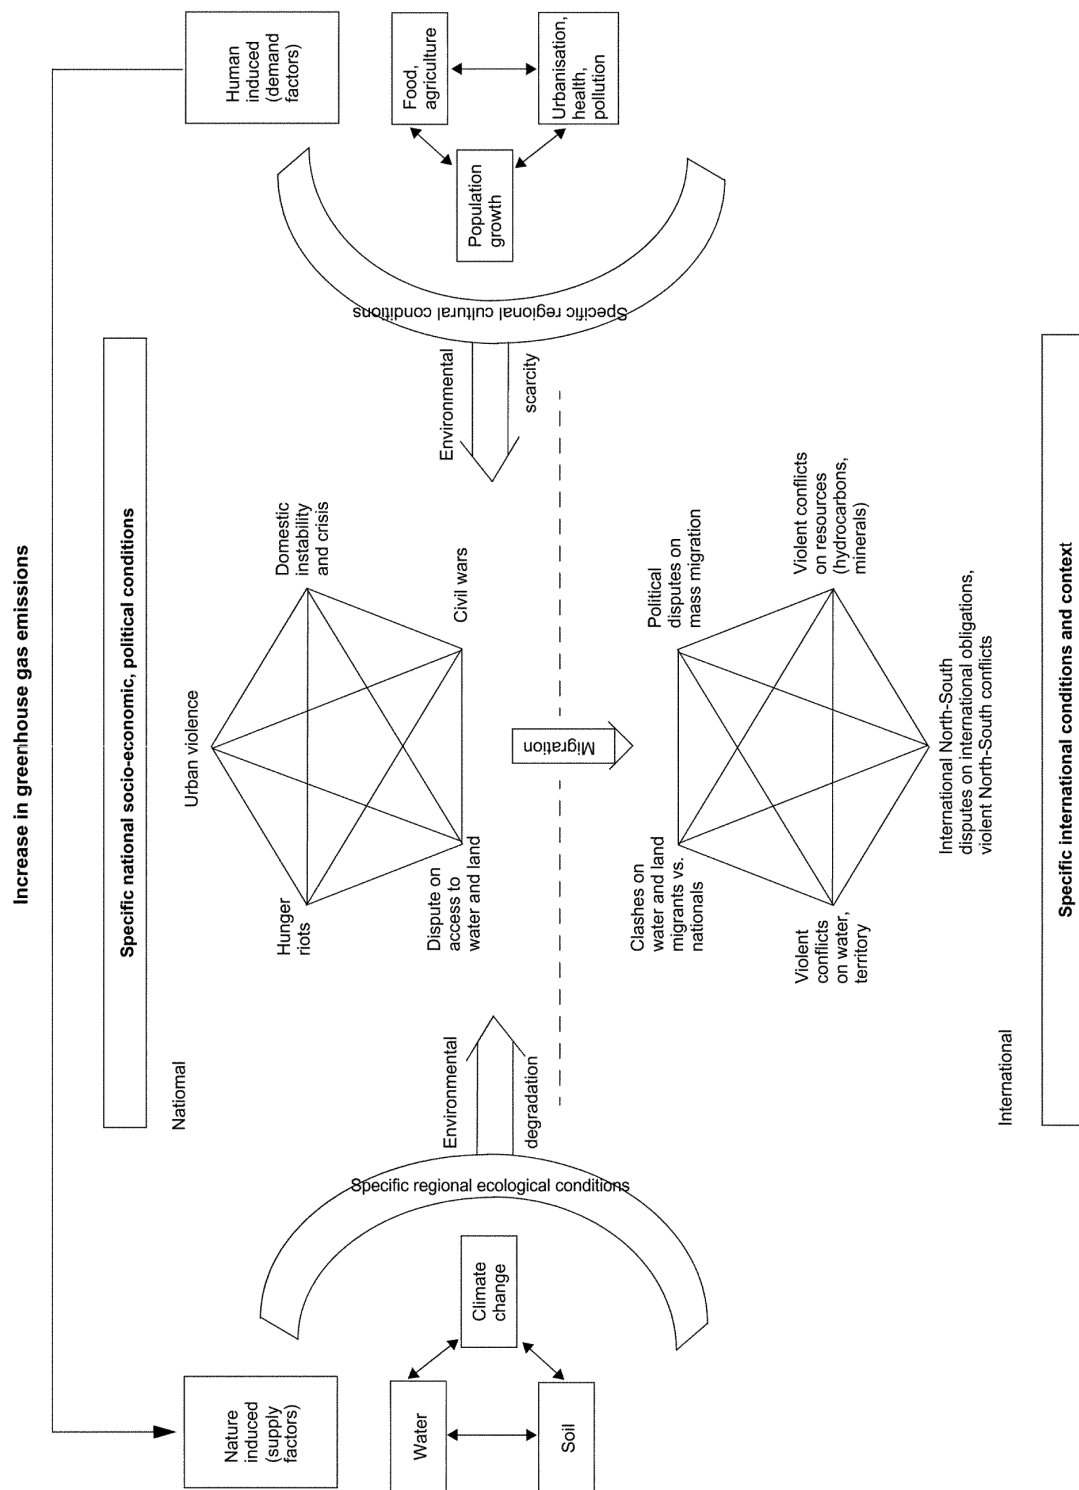 Increase in greenhouse gas emissions
Specific national socio-economic, political conditions
Natiomal
Nature
induced
(supply
factors)
Human
induced
(demand
factors)
Urban violence
Hunger
riots
Domestic
instability
and crisis
Dispute on
access to
water and land
Civil wars
Water
Soil
Climate
change
Specific regional ecological conditions
Environmental
degradation
Environmental
scarcity
Specific regional cultural conditions
Population
growth
Food,
agriculture
Urbanisation,
health,
pollution
Migration
Clashes on
water and land
migrants vs.
nationals
Political
disputes on
mass migration
Violent
conflicts
on water,
territory
Violent conflicts
on resources
(hydrocarbons,
minerals)
International North-South
disputes on international obligations,
violent North-South conflicts
International
Specific international conditions and context